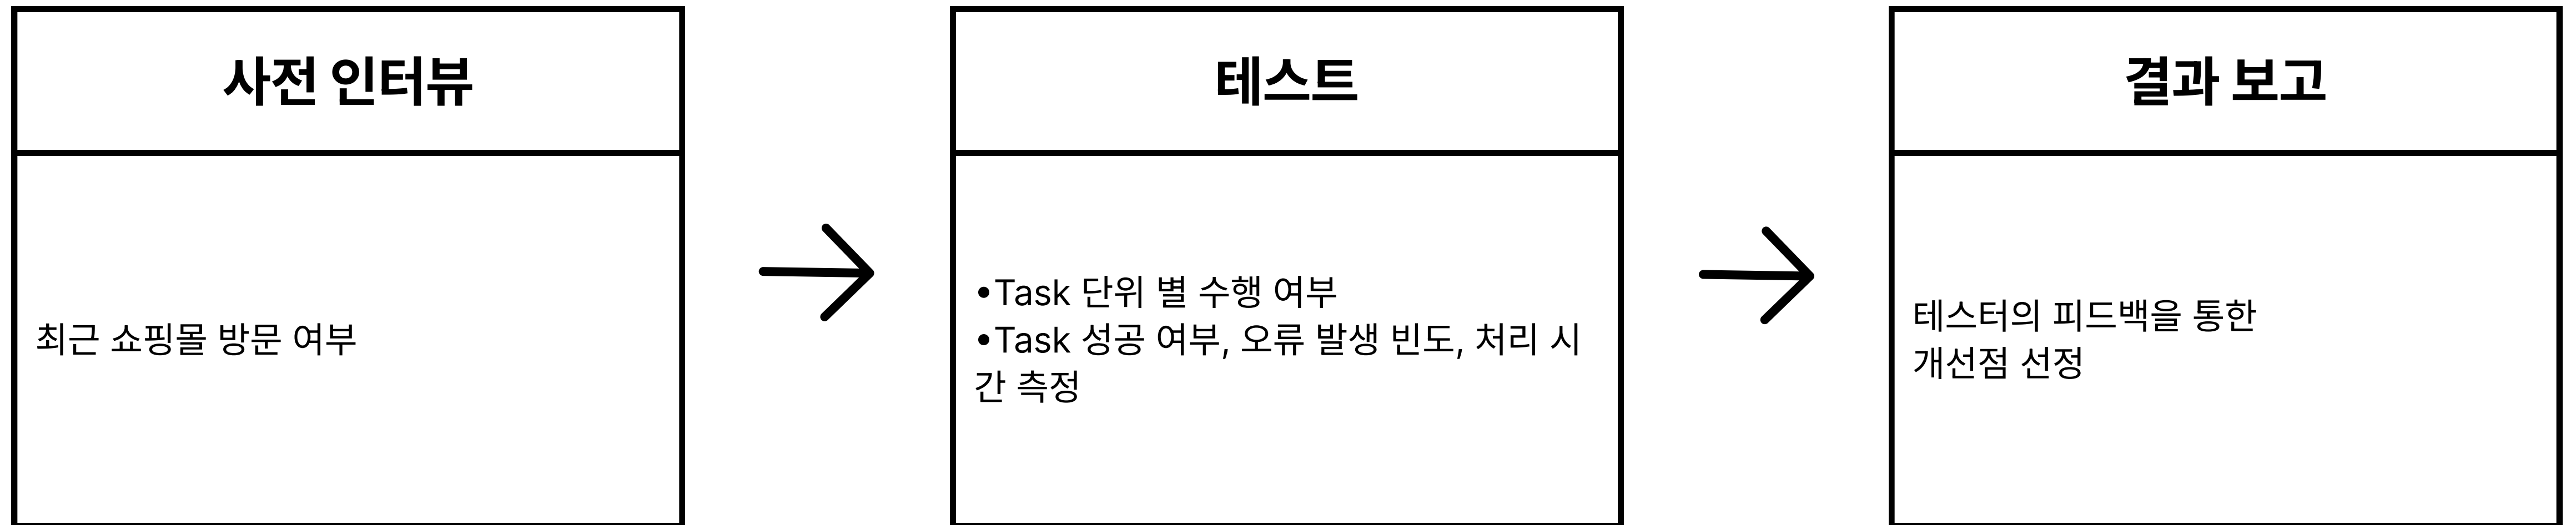 사전 인터뷰
최근 쇼핑몰 방문 여부
테스트
•Task 단위 별 수행 여부
•Task 성공 여부, 오류 발생 빈도, 처리 시
간 측정
결과 보고
테스터의 피드백을 통한
개선점 선정